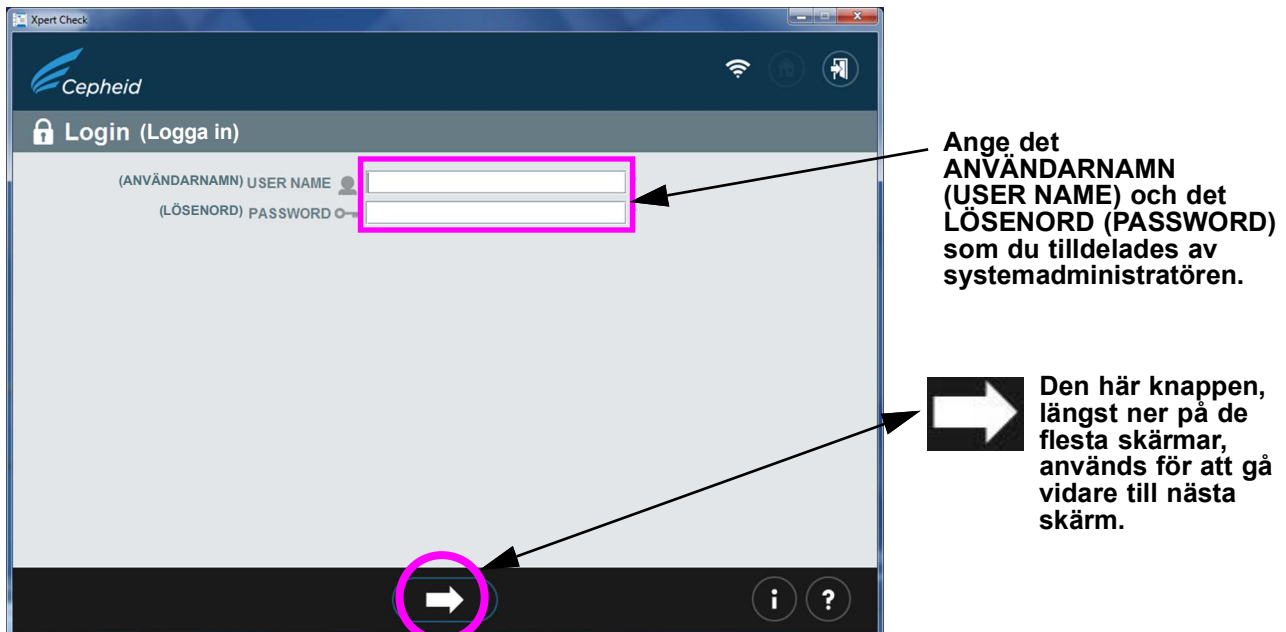 Xpert Check
Cepheid
Login (Logga in)
(ANVÄNDARNAMN) USER NAME
(LÖSENORD) PASSWORD
Ange det
ANVÄNDARNAMN
(USER NAME) och det
LÖSENORD (PASSWORD)
som du tilldelades av
systemadministratören.
Den här knappen,
längst ner på de
flesta skärmar,
används för att gå
vidare till nästa
skärm.
i ?